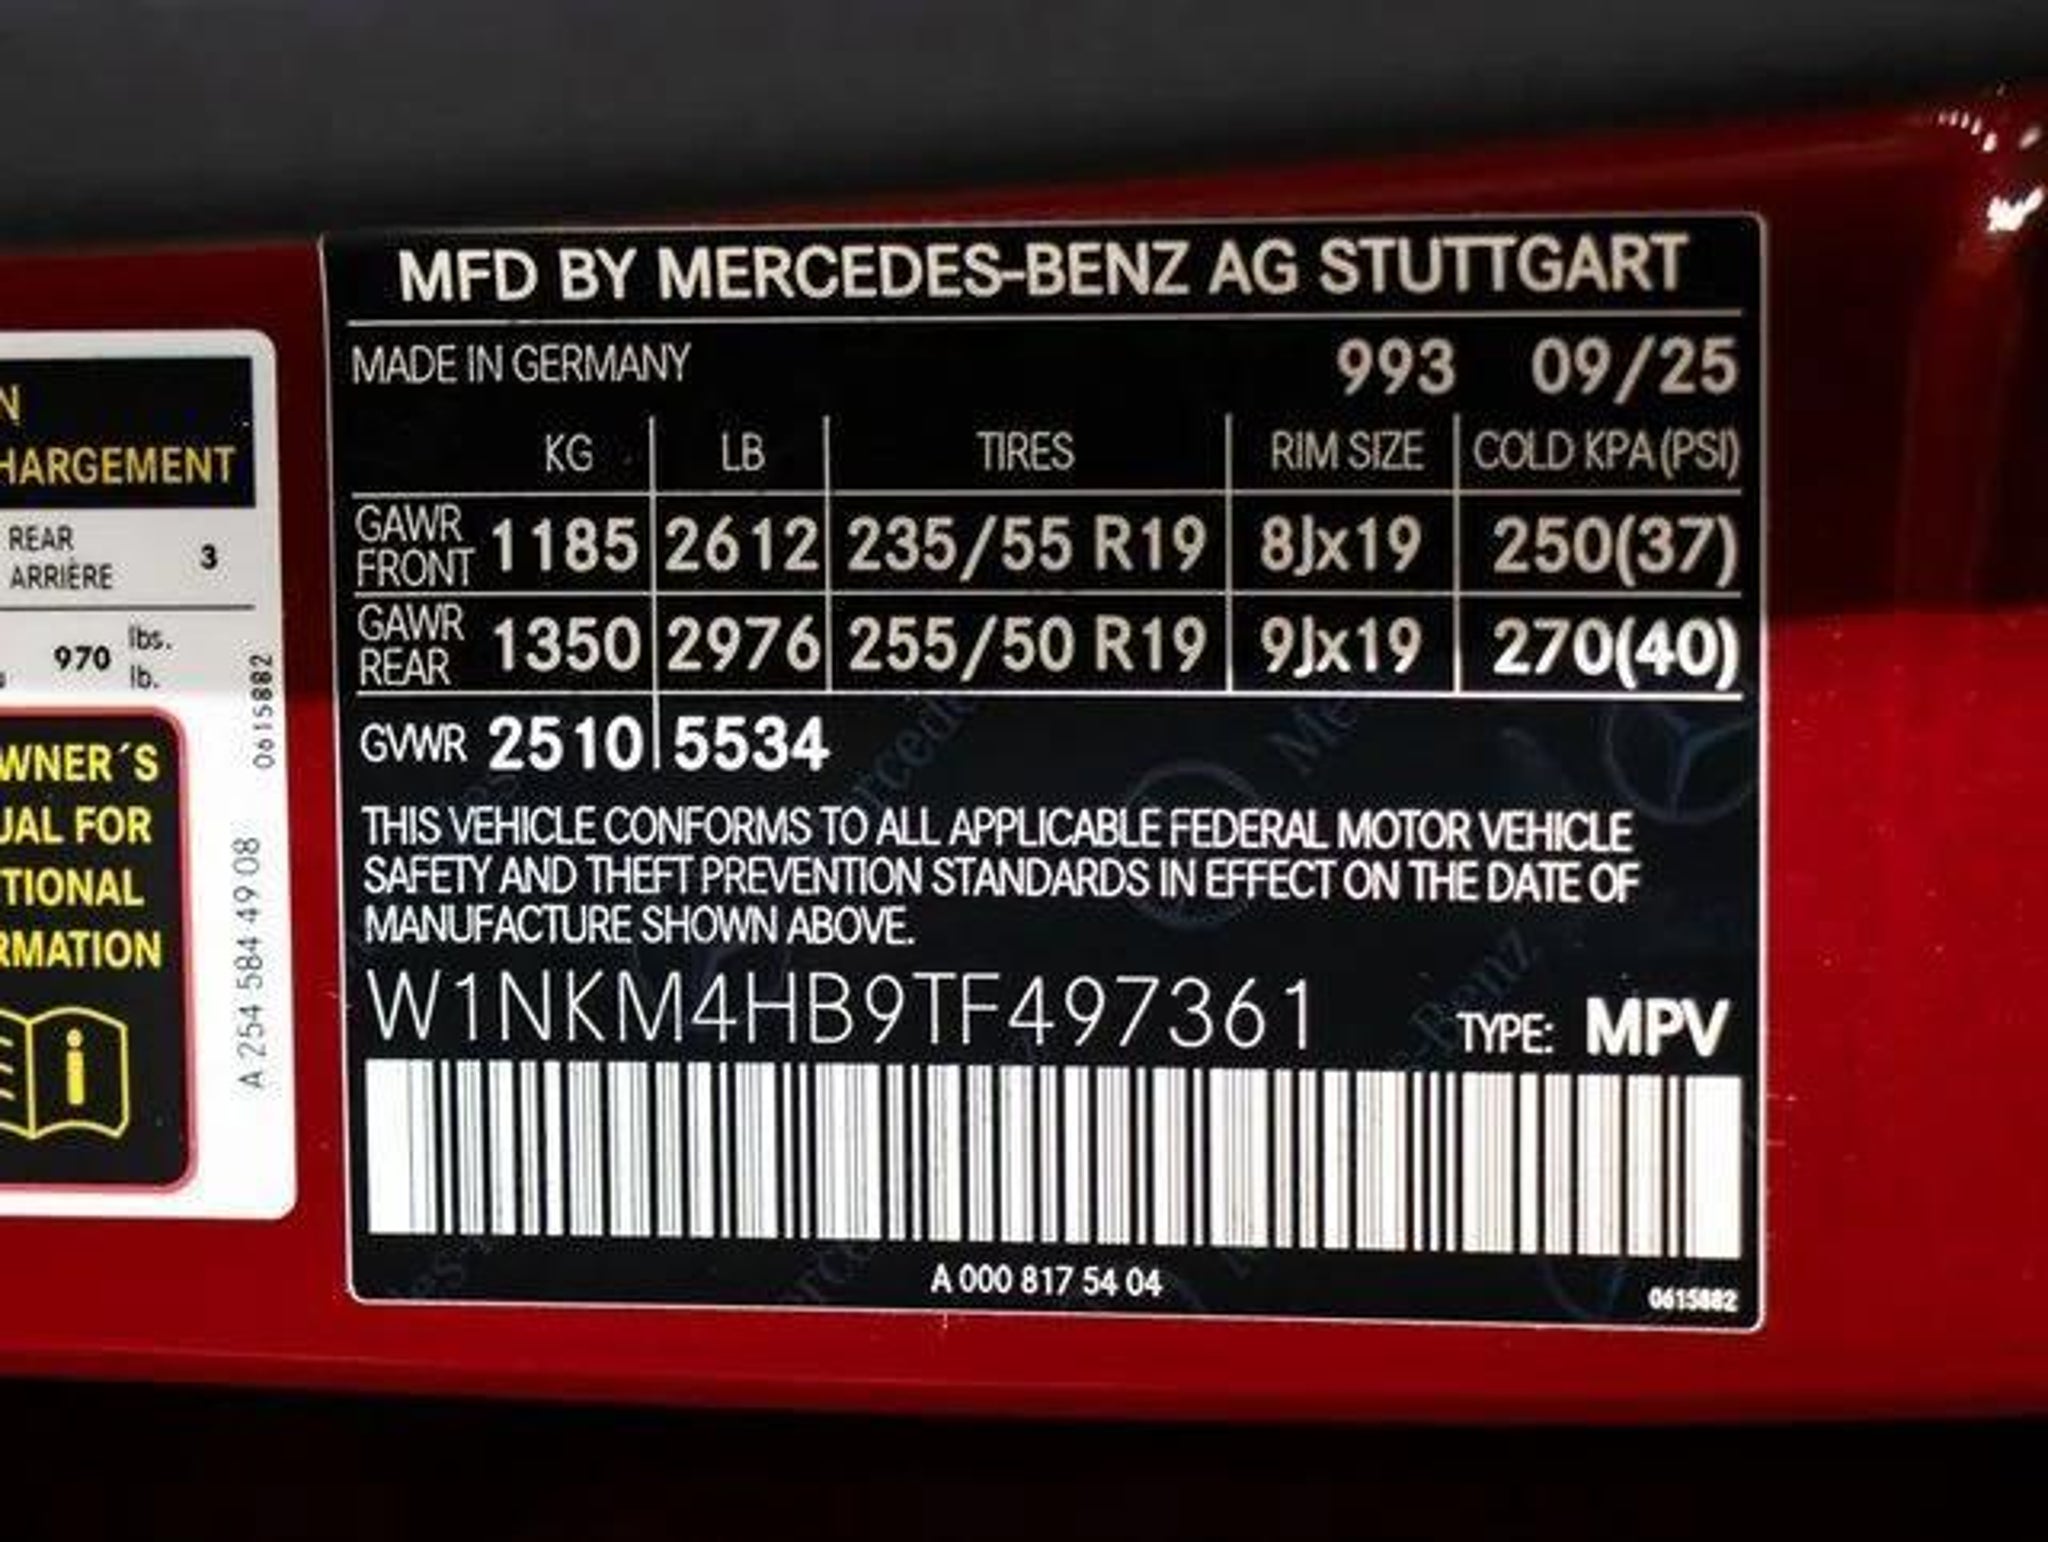 N
HARGEMENT
REAR
ARRIÈRE
3
970 lbs.
lb.
WNER´S
UAL FOR
TIONAL
RMATION
i
A 254 584 49 08
0615882
MFD BY MERCEDES-BENZ AG STUTTGART
MADE IN GERMANY 993 09/25
KG LB TIRES RIM SIZE COLD KPA(PSI)
GAWR FRONT 1185 2612 235/55 R19 8Jx19 250(37)
GAWR REAR 1350 2976 255/50 R19 9Jx19 270(40)
GVWR 2510 5534
THIS VEHICLE CONFORMS TO ALL APPLICABLE FEDERAL MOTOR VEHICLE
SAFETY AND THEFT PREVENTION STANDARDS IN EFFECT ON THE DATE OF
MANUFACTURE SHOWN ABOVE.
W1NKM4HB9TF497361 TYPE: MPV
A 000 817 54 04
0615882